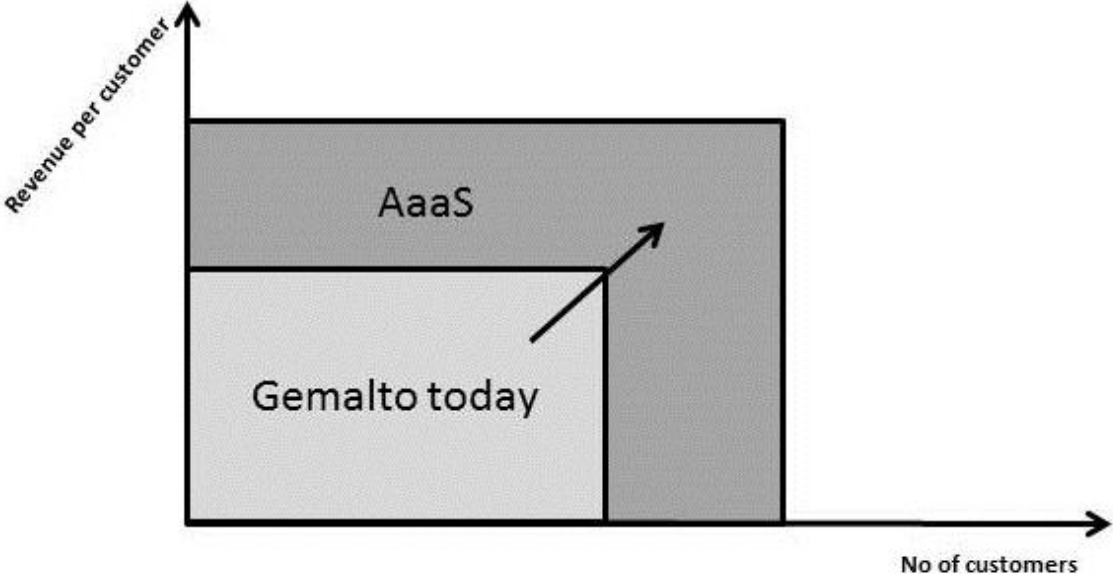 Revenue per customer
AaaS
Gemalto today
No of customers